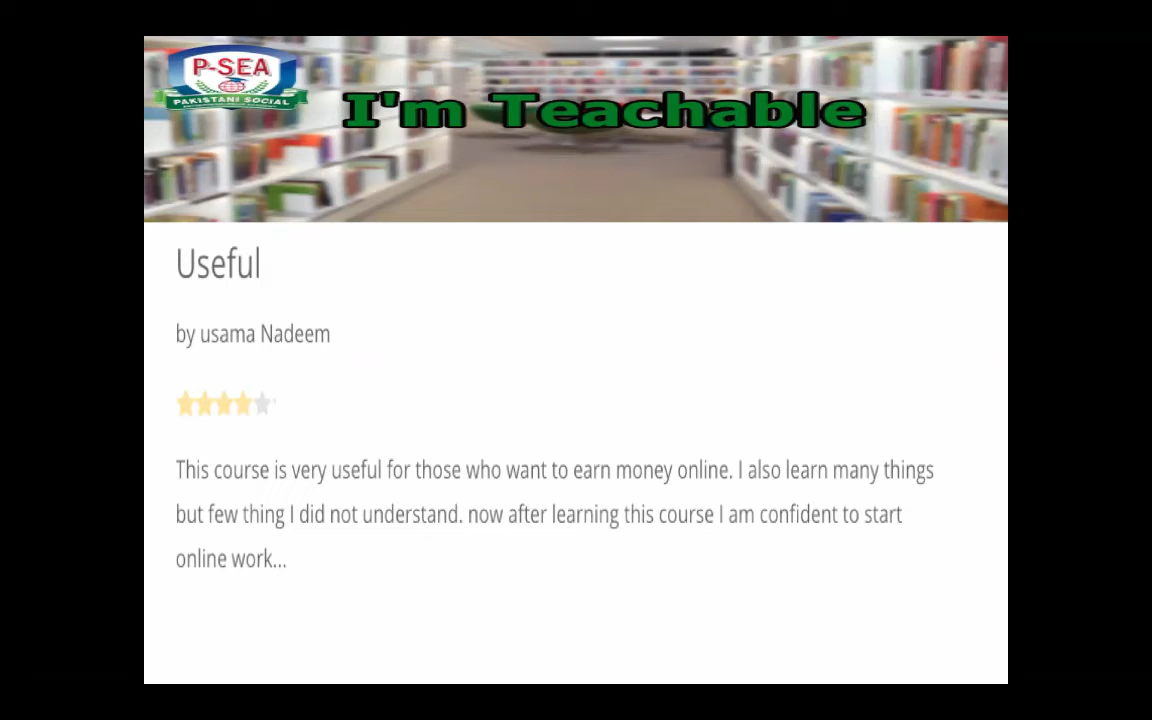 P-SEA
PAKISTANI SOCIAL
I'm Teachable
Useful
by usama Nadeem
This course is very useful for those who want to earn money online. I also learn many things
but few thing I did not understand. now after learning this course I am confident to start
online work...